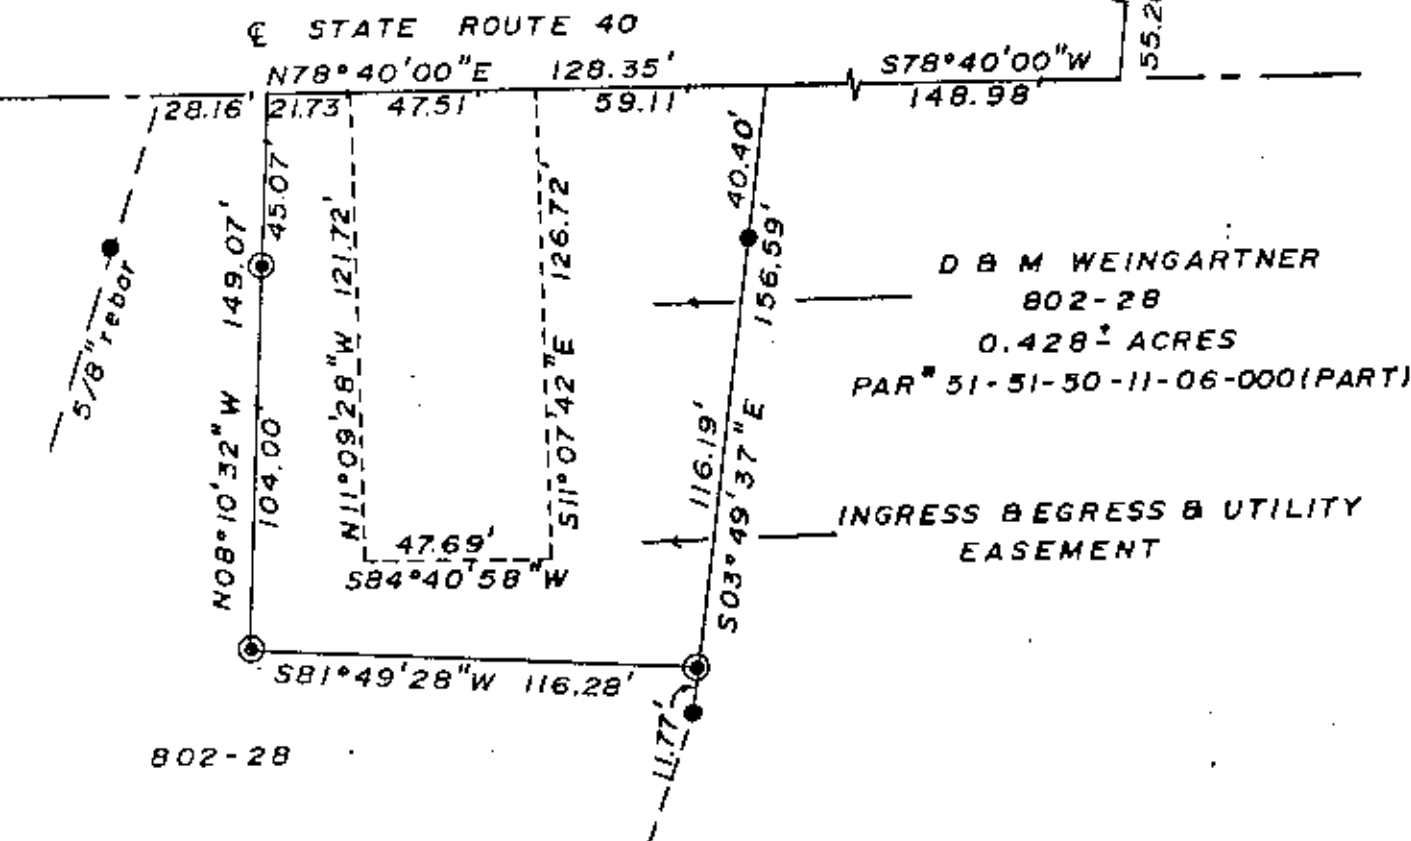 ℄ STATE ROUTE 40
N78°40'00"E 128.35'
S78°40'00"W
148.98'
55.2
28.16'
21.73'
47.51'
59.11'
45.07'
149.07'
N08°10'32"W
104.00
5/8" rebar
N11°09'28"W 121.72'
S11°07'42"E 126.72'
47.69'
S84°40'58"W
40.40'
156.59'
116.19'
S03°49'37"E
D & M WEINGARTNER
802-28
0.428± ACRES
PAR# 51-51-50-11-06-000(PART)
INGRESS & EGRESS & UTILITY
EASEMENT
S81°49'28"W 116.28'
11.77'
802-28